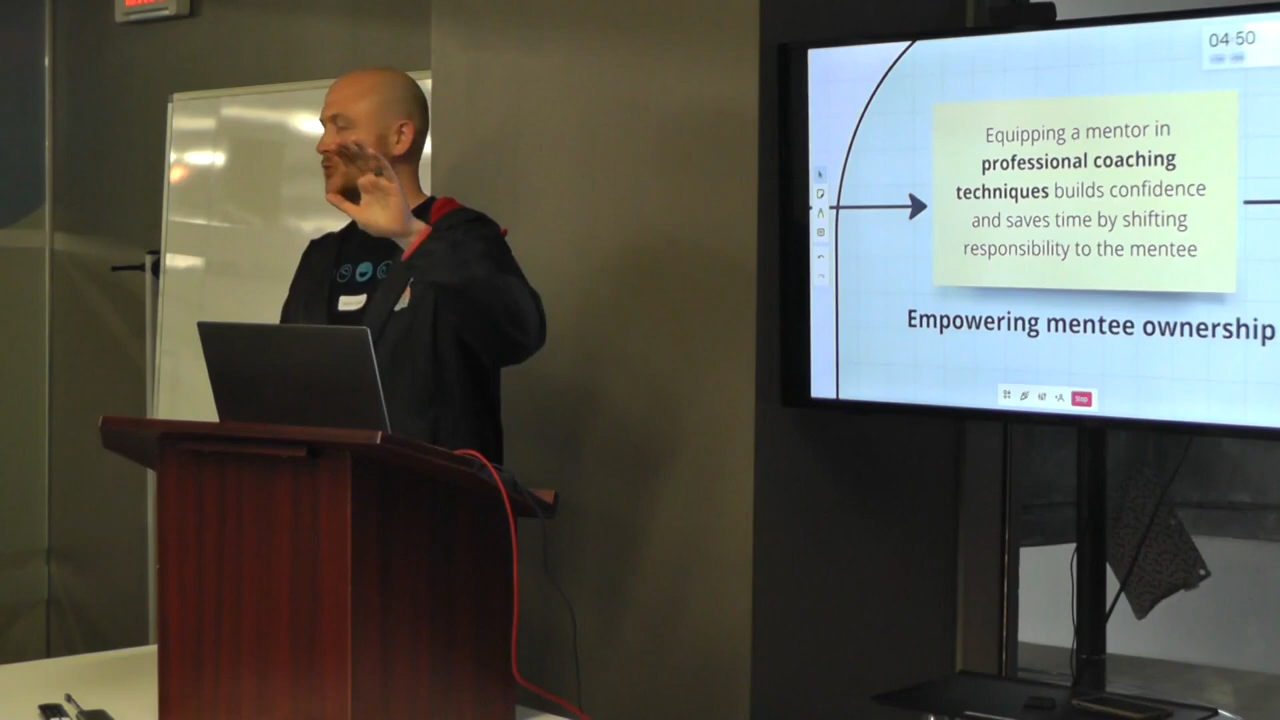 04 50
Equipping a mentor in
professional coaching
techniques builds confidence
and saves time by shifting
responsibility to the mentee
Empowering mentee ownership
Stop